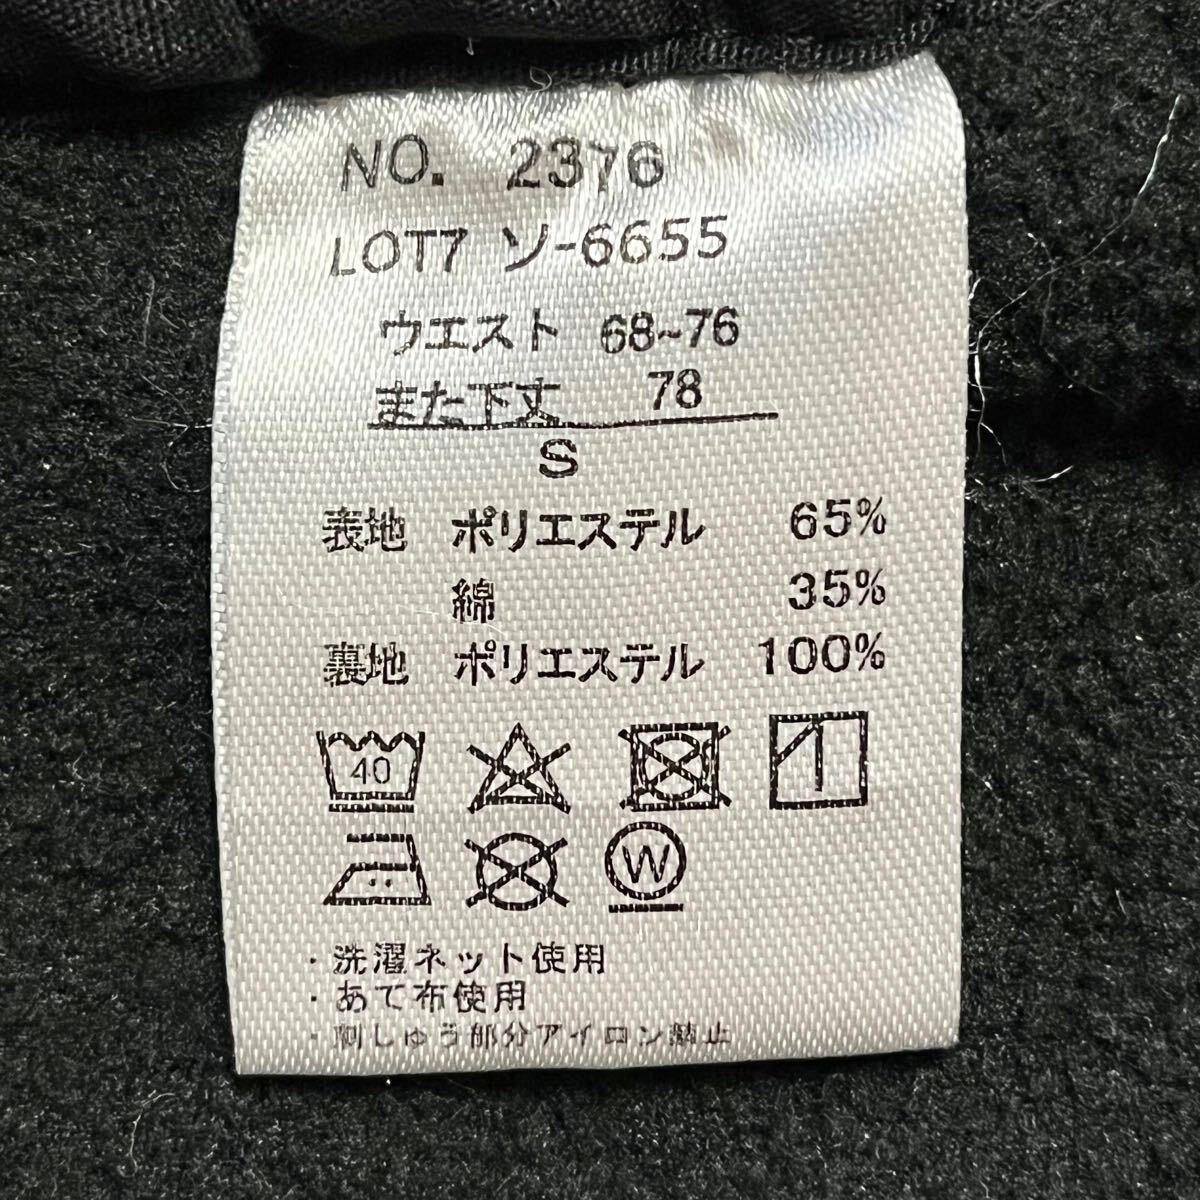 NO. 2376
LOT7 ソ-6655
ウエスト 68~76
また下丈 78
S
表地 ポリエステル 65%
綿 35%
裏地 ポリエステル 100%
40
W
・洗濯ネット使用
・あて布使用
・刺しゅう部分アイロン禁止